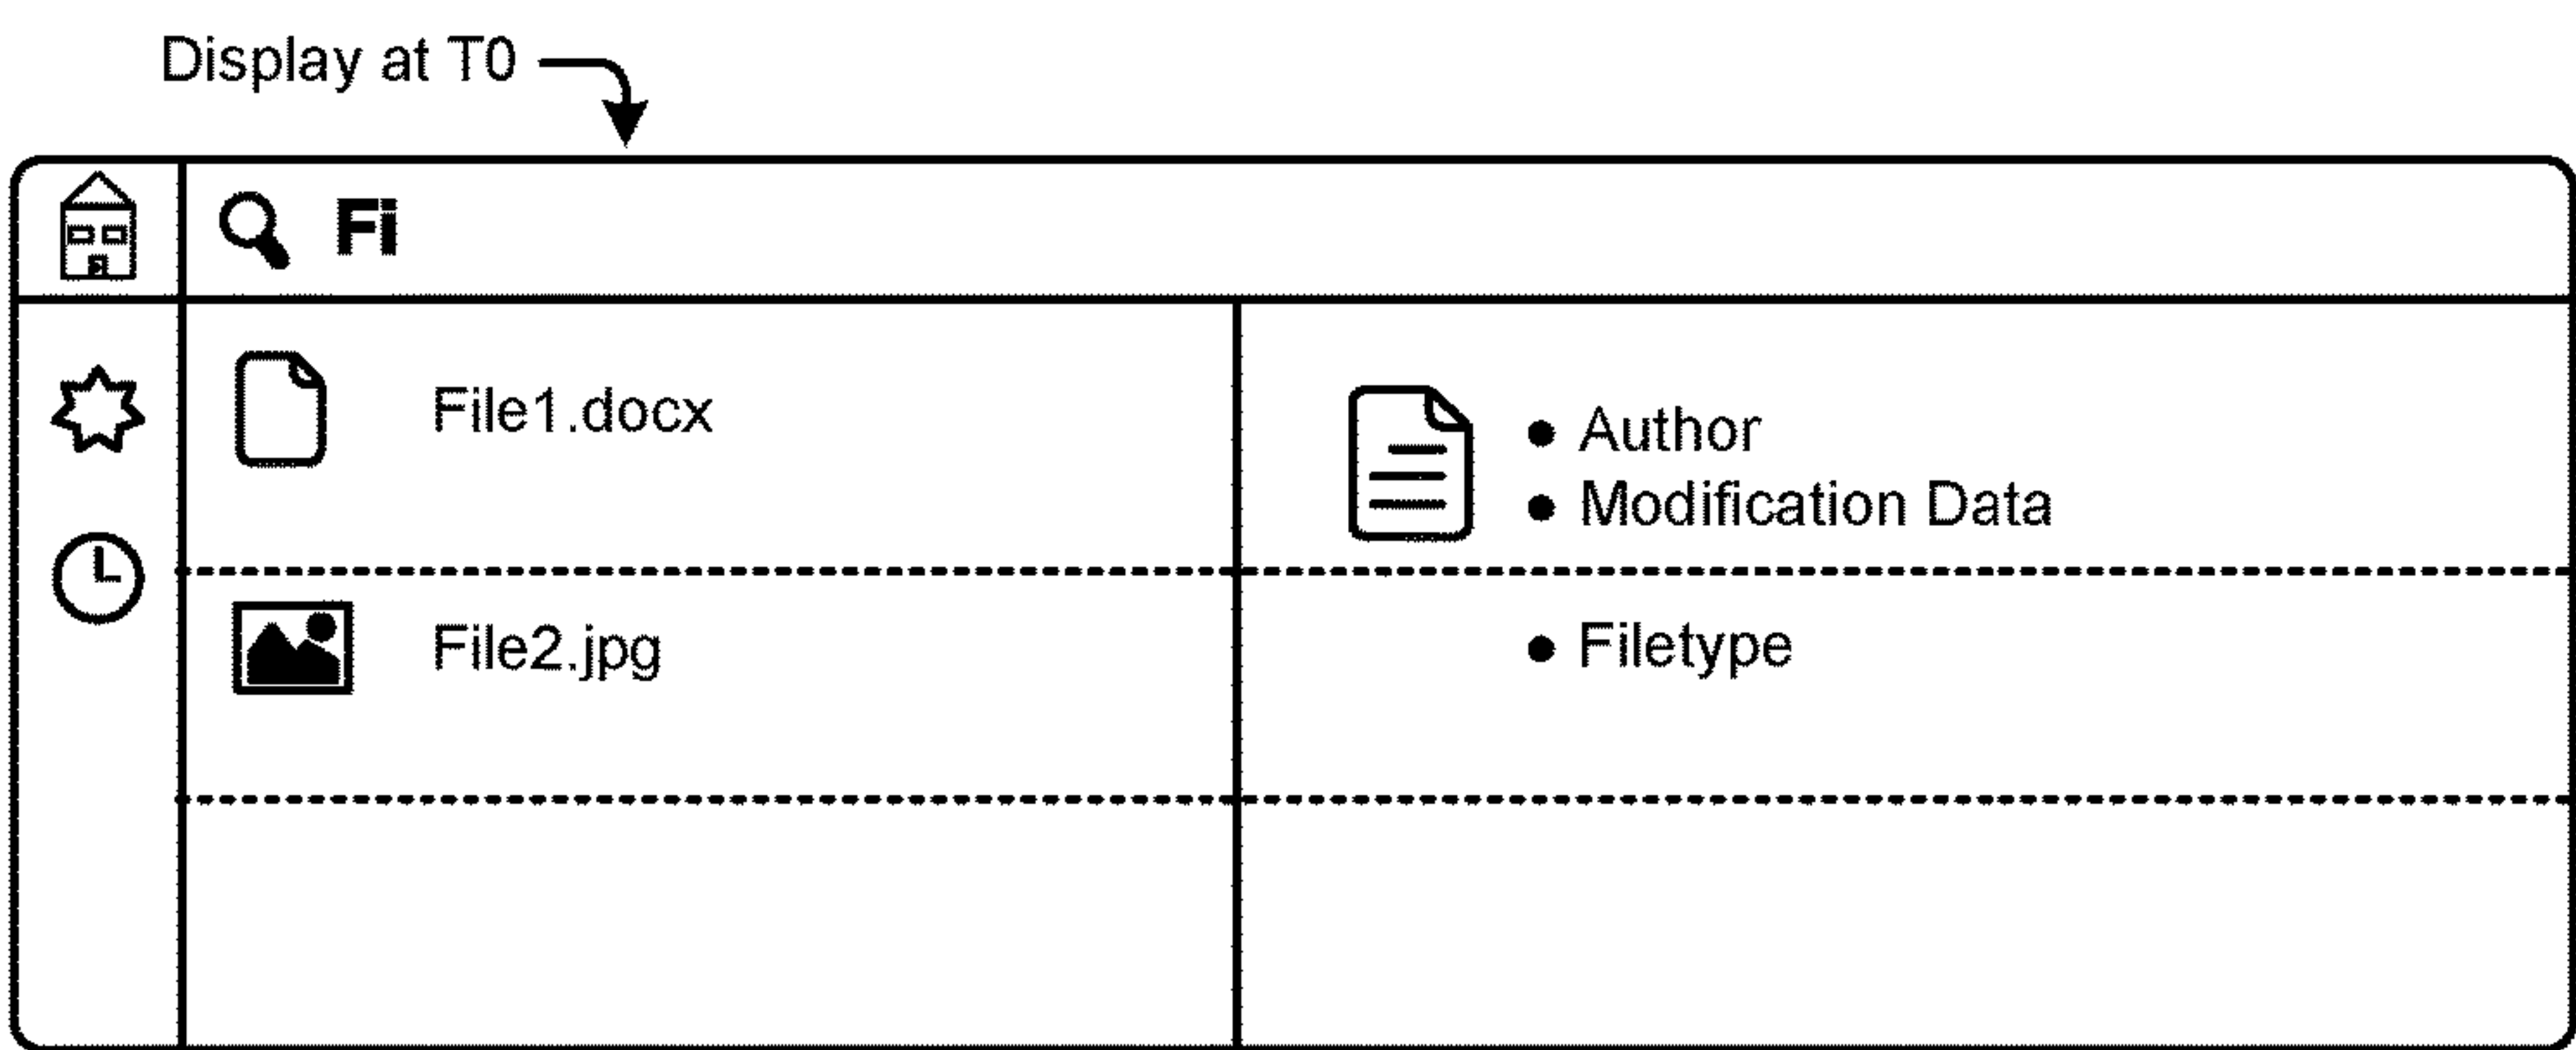 Display at T0
Fi
File1.docx
• Author
• Modification Data
File2.jpg
• Filetype